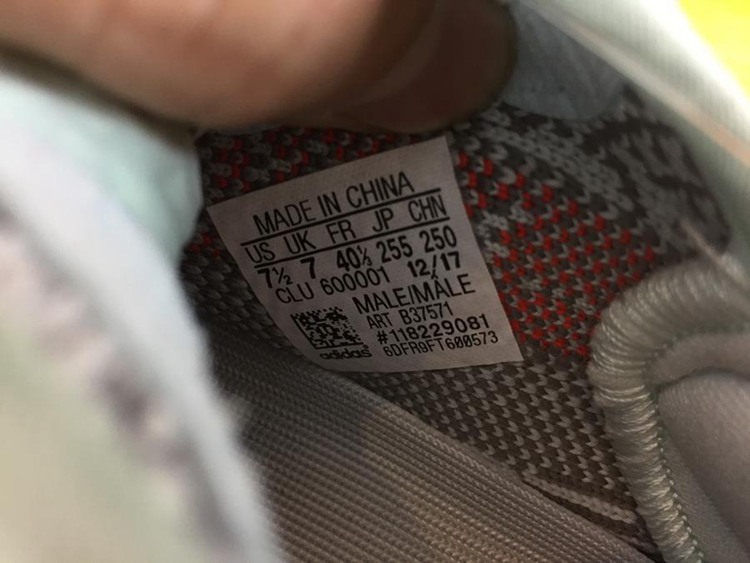 MADE IN CHINA
US UK FR JP CHN
7½ 7 40⅔ 255 250
CLU 600001 12/17
MALE/MÂLE
ART B37571
#118229081
6DFR9FT600573
adidas